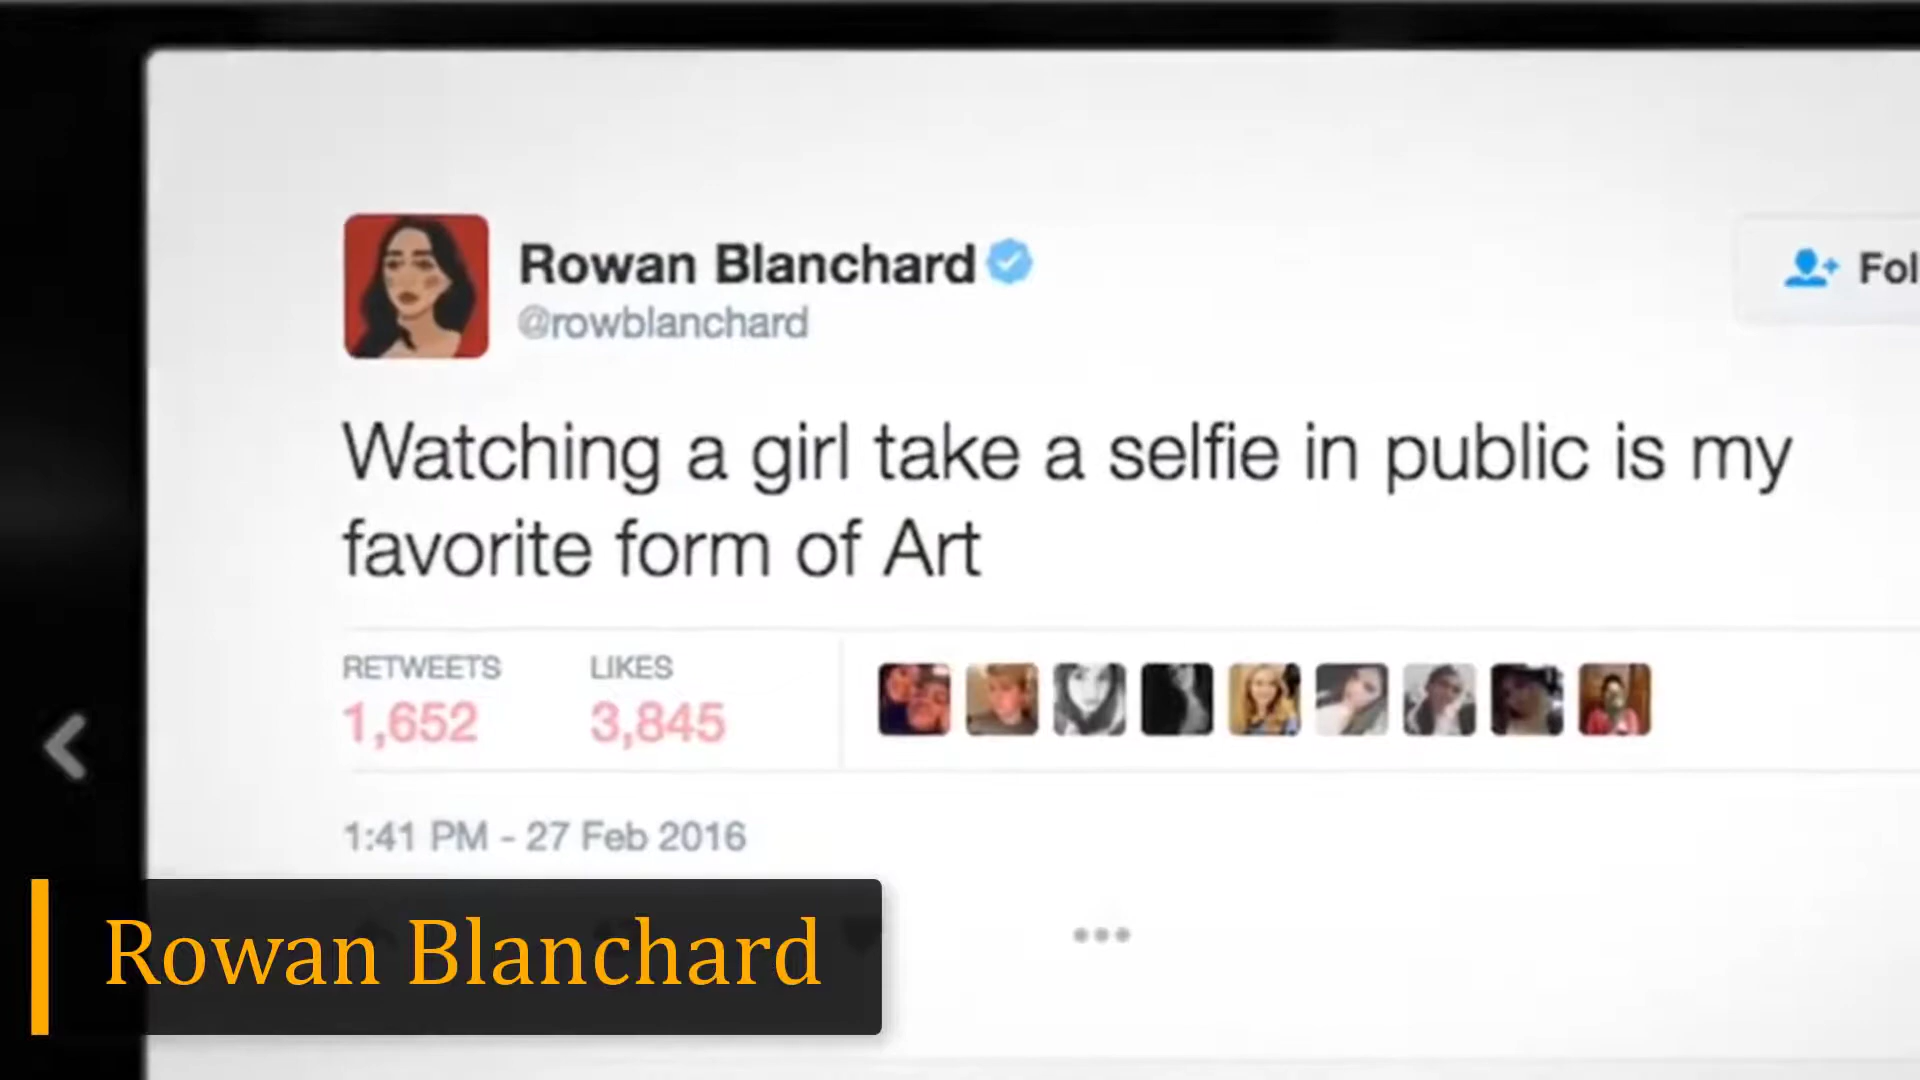 Rowan Blanchard
@rowblanchard
Watching a girl take a selfie in public is my
favorite form of Art
RETWEETS
1,652
LIKES
3,845
1:41 PM - 27 Feb 2016
Rowan Blanchard